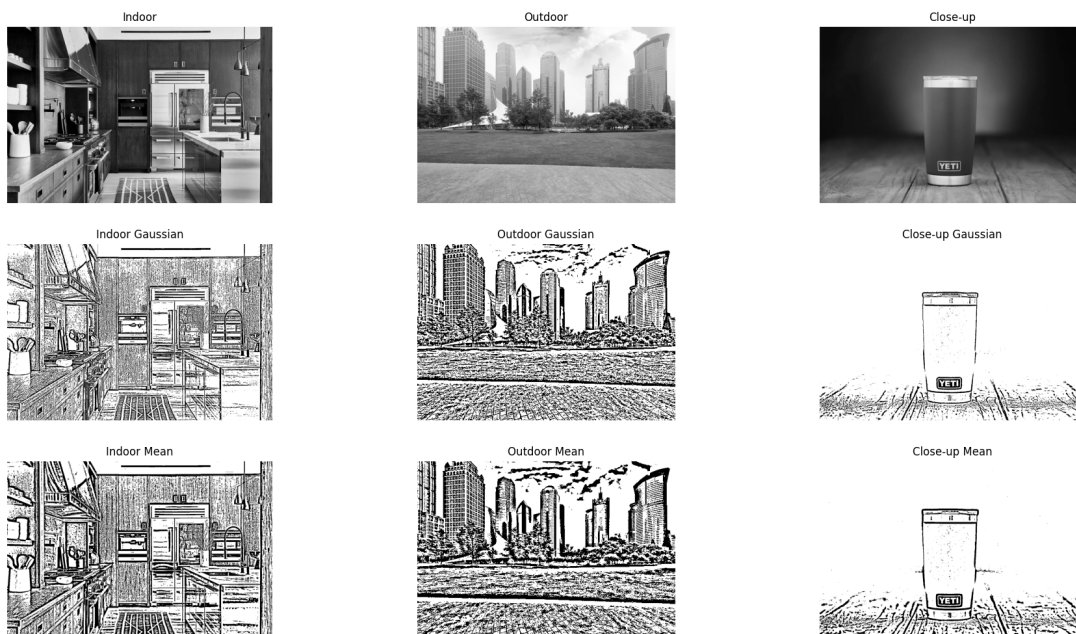 Indoor
Outdoor
Close-up
YETI
Indoor Gaussian
Outdoor Gaussian
Close-up Gaussian
YETI
Indoor Mean
Outdoor Mean
Close-up Mean
YETI